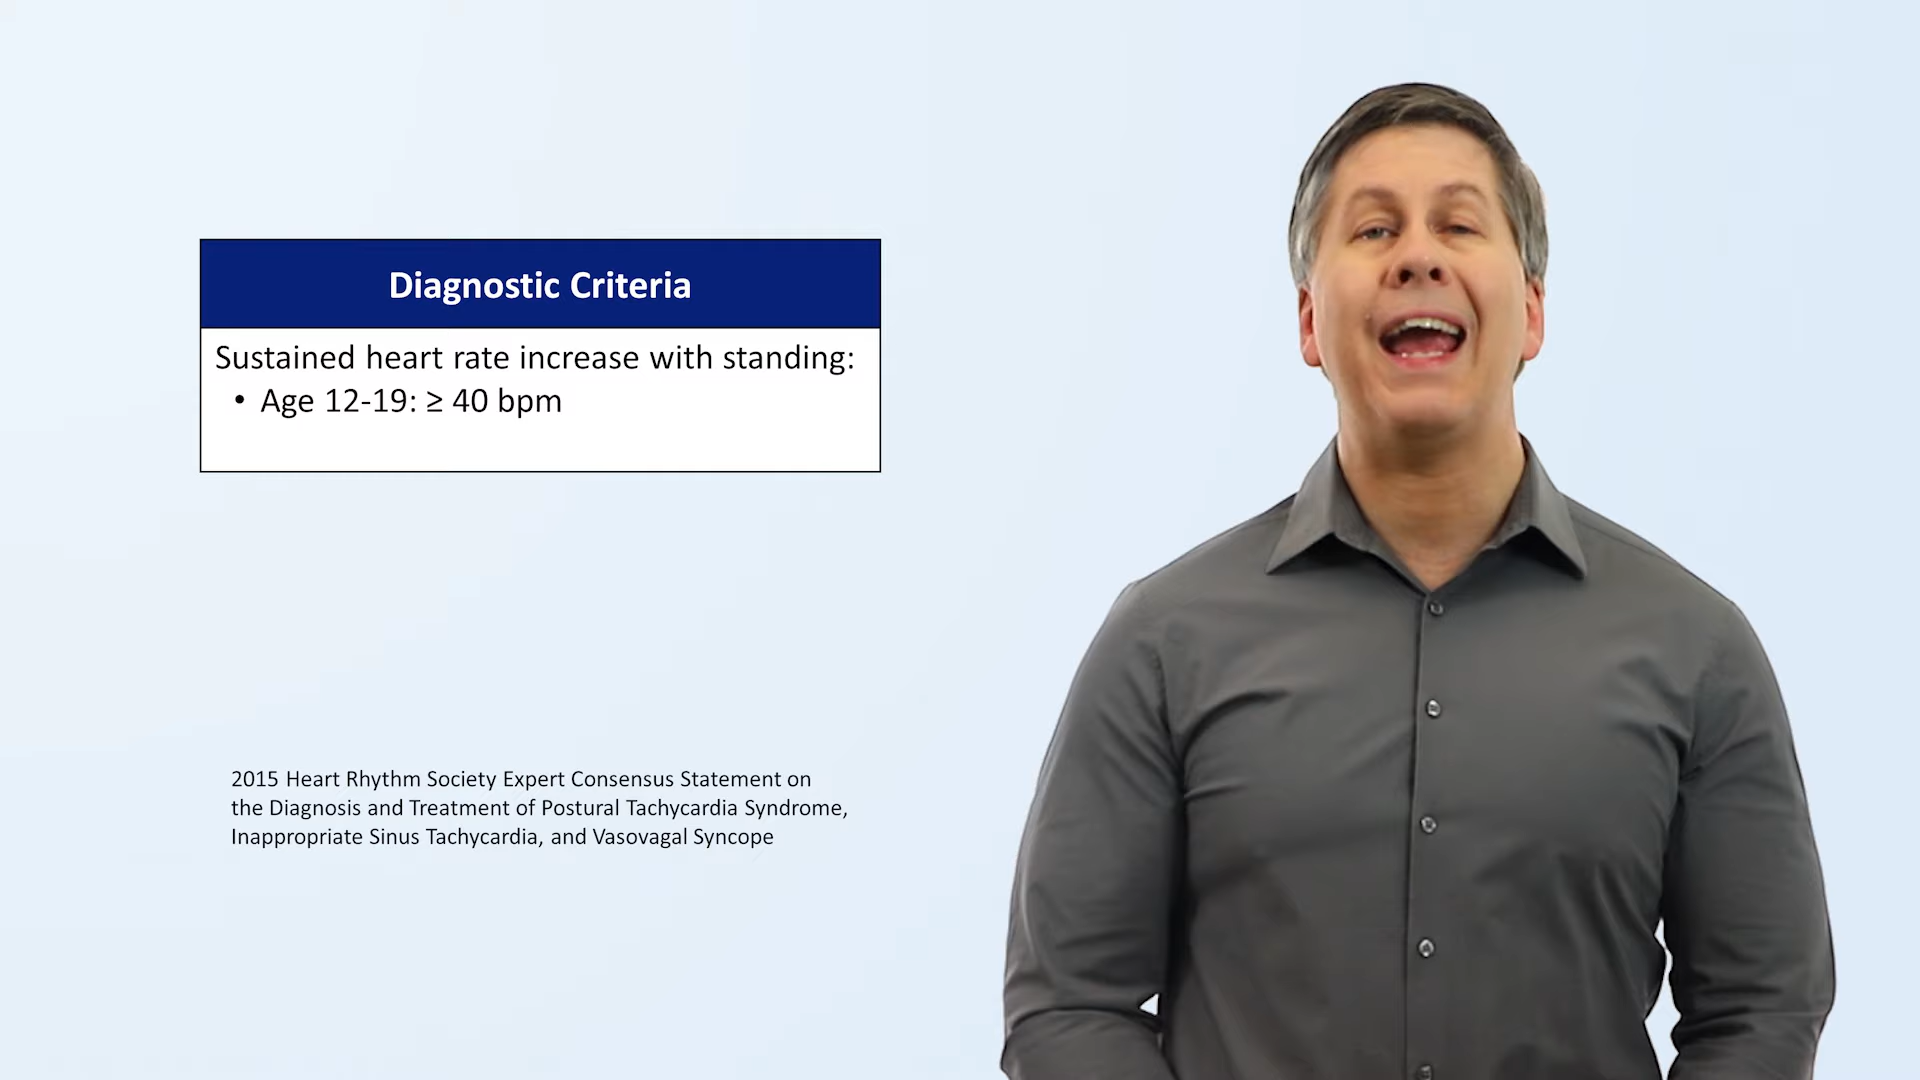 Diagnostic Criteria
Sustained heart rate increase with standing:
• Age 12-19: ≥ 40 bpm
2015 Heart Rhythm Society Expert Consensus Statement on
the Diagnosis and Treatment of Postural Tachycardia Syndrome,
Inappropriate Sinus Tachycardia, and Vasovagal Syncope